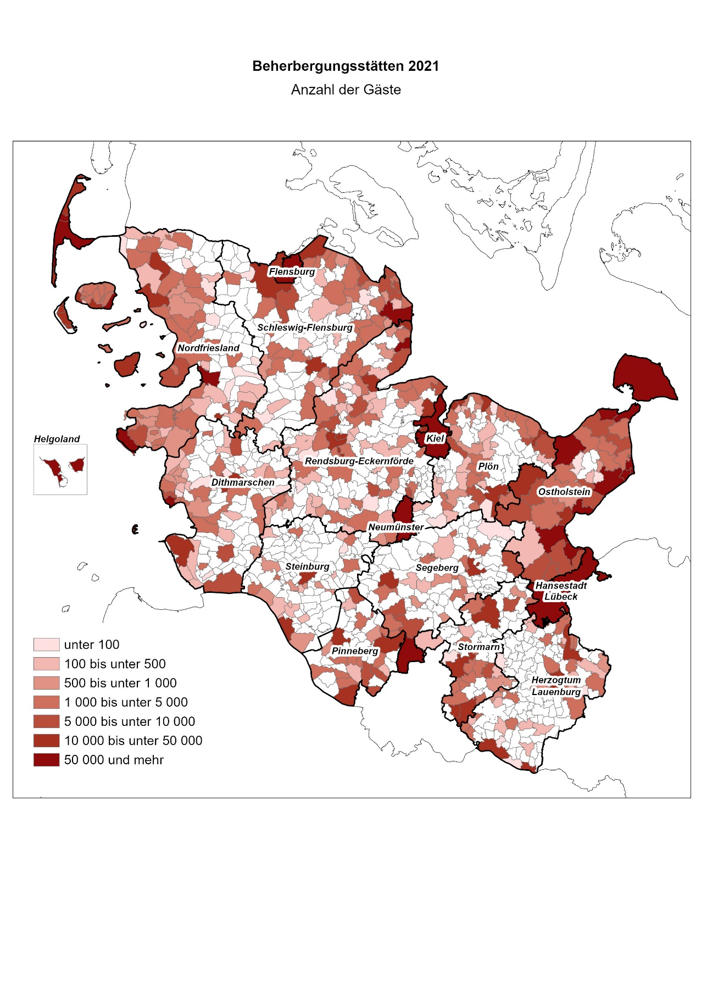 Beherbergungsstätten 2021
Anzahl der Gäste
Flensburg
Schleswig-Flensburg
Nordfriesland
Helgoland
Kiel
Rendsburg-Eckernförde
Plön
Dithmarschen
Ostholstein
Neumünster
Steinburg
Segeberg
Hansestadt
Lübeck
Pinneberg
Stormarn
Herzogtum
Lauenburg
unter 100
100 bis unter 500
500 bis unter 1 000
1 000 bis unter 5 000
5 000 bis unter 10 000
10 000 bis unter 50 000
50 000 und mehr